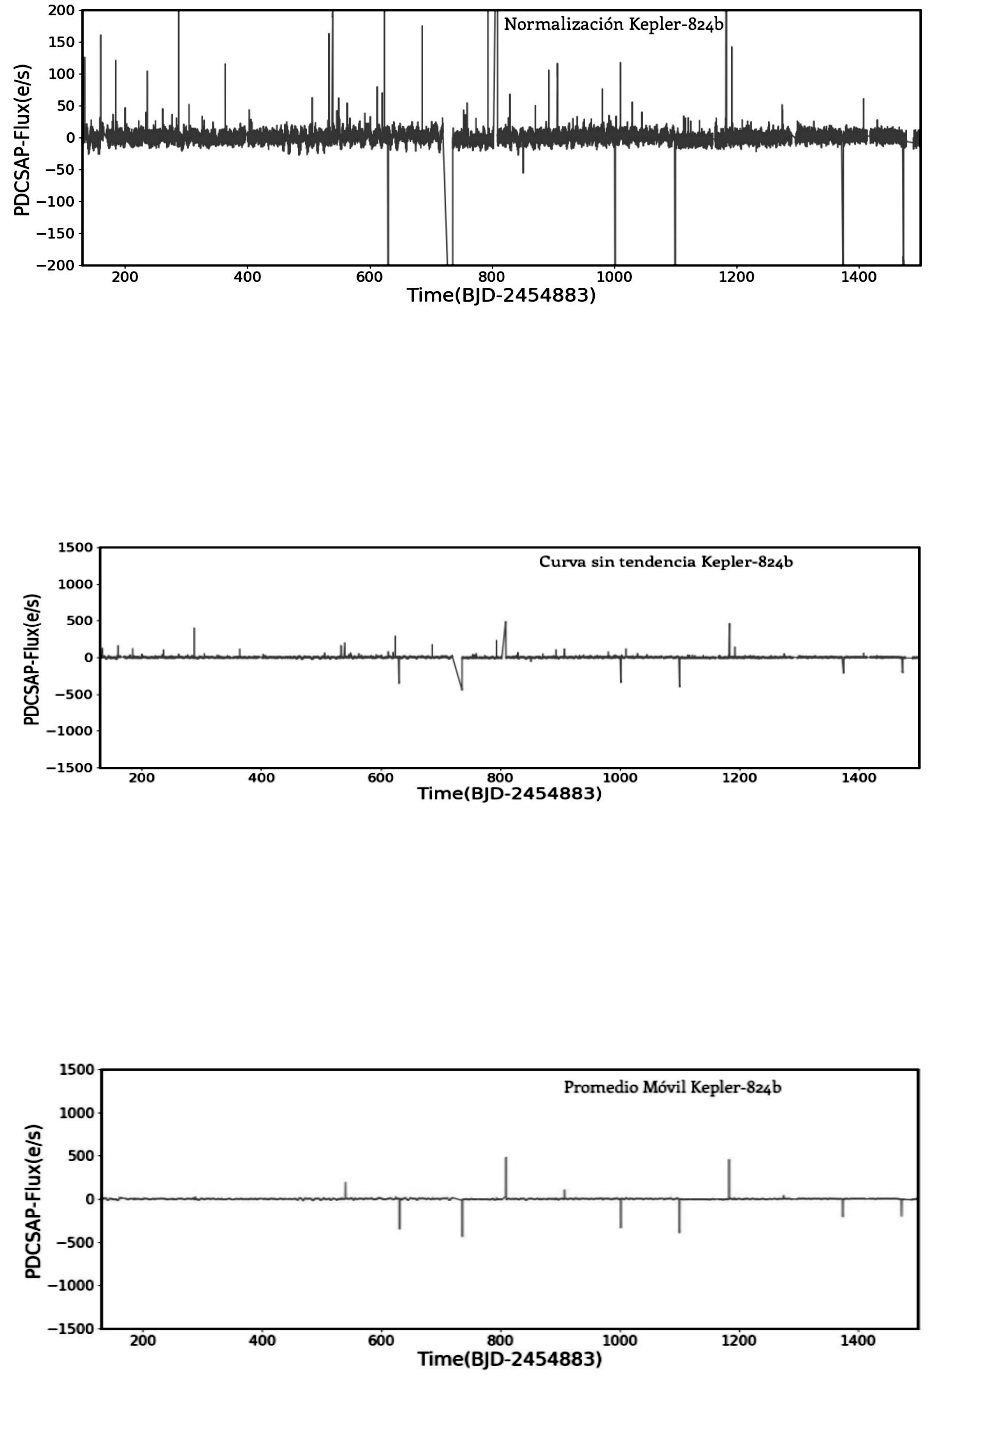 Normalización Kepler-824b
200
150
100
50
0
−50
−100
−150
−200
PDCSAP-Flux(e/s)
200 400 600 800 1000 1200 1400
Time(BJD-2454883)
Curva sin tendencia Kepler-824b
1500
1000
500
0
−500
−1000
−1500
PDCSAP-Flux(e/s)
200 400 600 800 1000 1200 1400
Time(BJD-2454883)
Promedio Móvil Kepler-824b
1500
1000
500
0
−500
−1000
−1500
PDCSAP-Flux(e/s)
200 400 600 800 1000 1200 1400
Time(BJD-2454883)